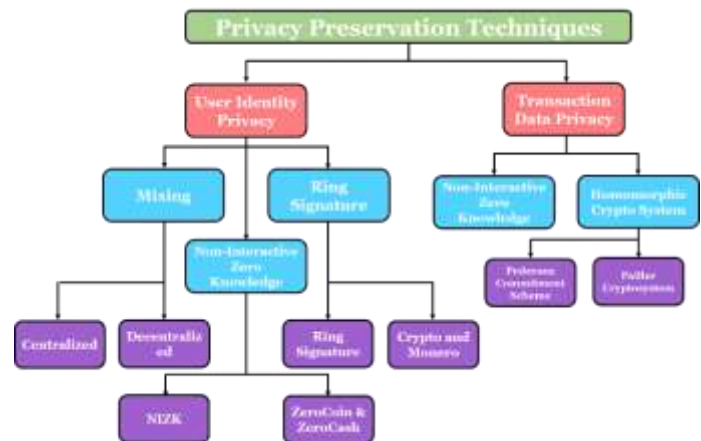 Privacy Preservation Techniques
User Identity
Privacy
Transaction
Data Privacy
Mixing
Ring
Signature
Non-Interactive
Zero
Knowledge
Homomorphic
Crypto System
Non-Interactive
Zero
Knowledge
Pedersen
Commitment
Scheme
Cryptosystem
Centralized
Decentraliz
ed
Ring
Signature
Crypto and
Monero
NIZK
ZeroCoin &
ZeroCash